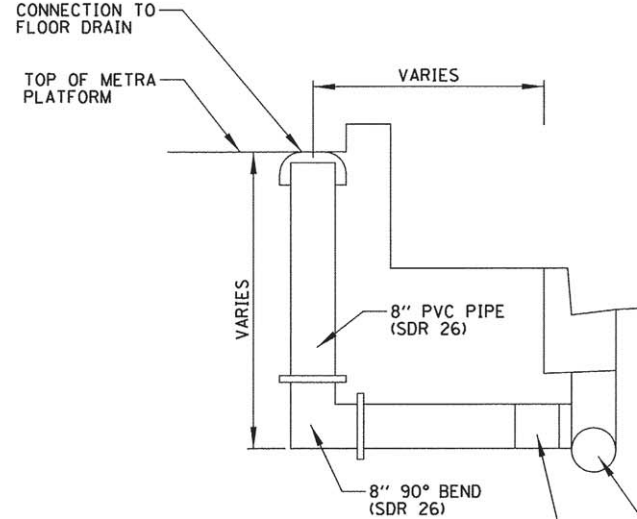 CONNECTION TO
FLOOR DRAIN
TOP OF METRA
PLATFORM
VARIES
VARIES
8" PVC PIPE
(SDR 26)
8" 90° BEND
(SDR 26)